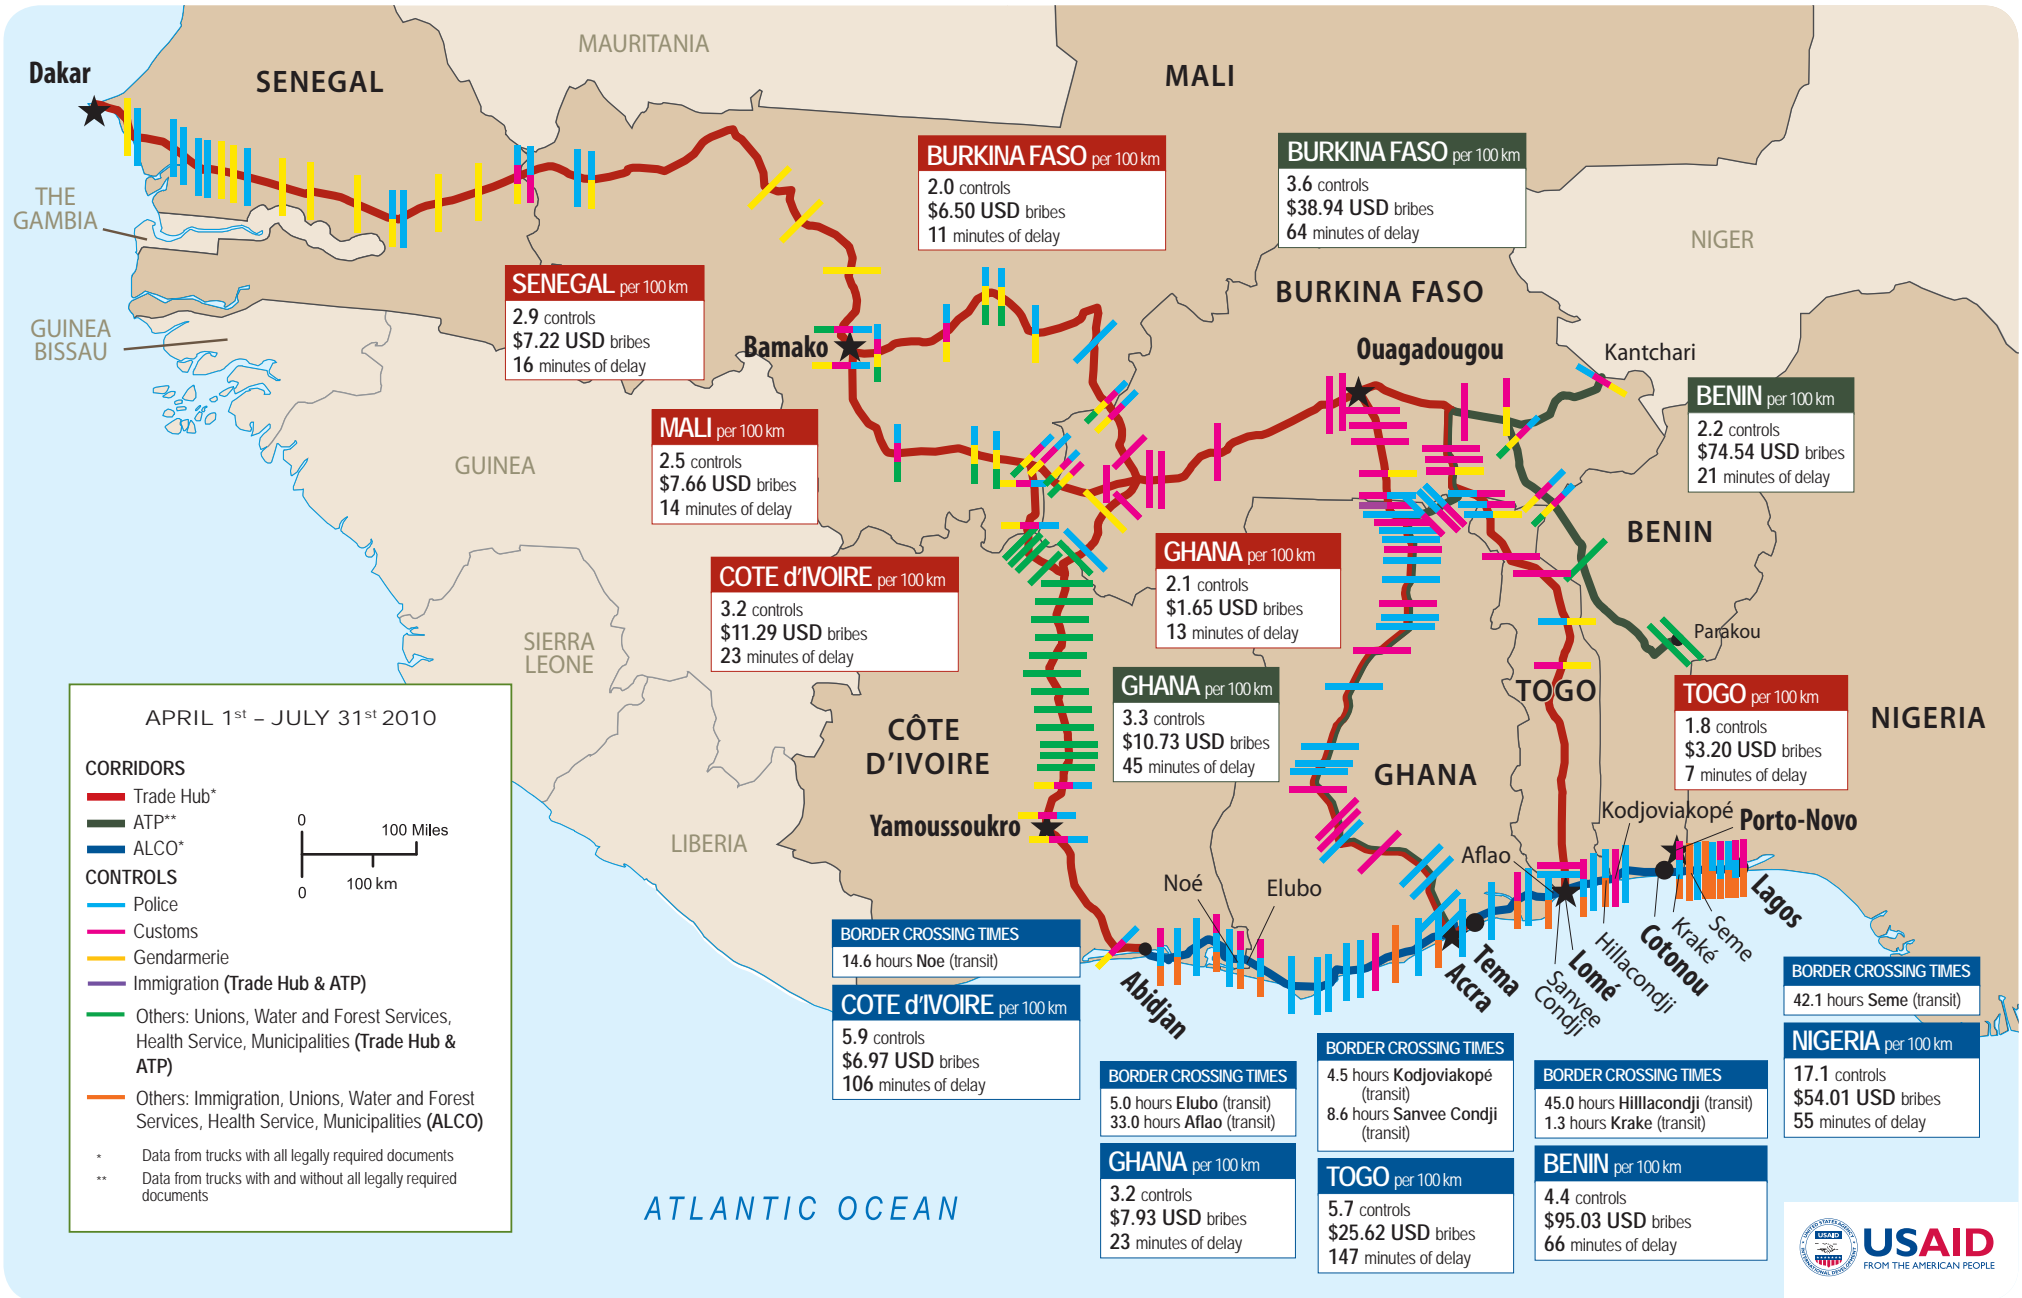 MAURITANIA
Dakar
SENEGAL
MALI
THE
GAMBIA
BURKINA FASO per 100 km
2.0 controls
$6.50 USD bribes
11 minutes of delay
BURKINA FASO per 100 km
3.6 controls
$38.94 USD bribes
64 minutes of delay
NIGER
SENEGAL per 100 km
2.9 controls
$7.22 USD bribes
16 minutes of delay
BURKINA FASO
GUINEA
BISSAU
Bamako
Ouagadougou
Kantchari
BENIN per 100 km
2.2 controls
$74.54 USD bribes
21 minutes of delay
MALI per 100 km
2.5 controls
$7.66 USD bribes
14 minutes of delay
GUINEA
BENIN
COTE d'IVOIRE per 100 km
3.2 controls
$11.29 USD bribes
23 minutes of delay
GHANA per 100 km
2.1 controls
$1.65 USD bribes
13 minutes of delay
SIERRA
LEONE
Parakou
GHANA per 100 km
3.3 controls
$10.73 USD bribes
45 minutes of delay
TOGO
TOGO per 100 km
1.8 controls
$3.20 USD bribes
7 minutes of delay
NIGERIA
CÔTE
D'IVOIRE
GHANA
Yamoussoukro
LIBERIA
Kodjoviakopé
Porto-Novo
Aflao
Noé
Elubo
Lagos
Seme
Kraké
Cotonou
Hillacondji
Lomé
Sanvee
Condji
Tema
Accra
Abidjan
APRIL 1st – JULY 31st 2010
CORRIDORS
Trade Hub*
ATP**
ALCO*
0
100 Miles
0
100 km
CONTROLS
Police
Customs
Gendarmerie
Immigration (Trade Hub & ATP)
Others: Unions, Water and Forest Services,
Health Service, Municipalities (Trade Hub &
ATP)
Others: Immigration, Unions, Water and Forest
Services, Health Service, Municipalities (ALCO)
* Data from trucks with all legally required documents
** Data from trucks with and without all legally required
documents
BORDER CROSSING TIMES
14.6 hours Noe (transit)
COTE d'IVOIRE per 100 km
5.9 controls
$6.97 USD bribes
106 minutes of delay
BORDER CROSSING TIMES
5.0 hours Elubo (transit)
33.0 hours Aflao (transit)
GHANA per 100 km
3.2 controls
$7.93 USD bribes
23 minutes of delay
BORDER CROSSING TIMES
4.5 hours Kodjoviakopé
(transit)
8.6 hours Sanvee Condji
(transit)
TOGO per 100 km
5.7 controls
$25.62 USD bribes
147 minutes of delay
BORDER CROSSING TIMES
45.0 hours Hilllacondji (transit)
1.3 hours Krake (transit)
BENIN per 100 km
4.4 controls
$95.03 USD bribes
66 minutes of delay
BORDER CROSSING TIMES
42.1 hours Seme (transit)
NIGERIA per 100 km
17.1 controls
$54.01 USD bribes
55 minutes of delay
ATLANTIC OCEAN
UNITED STATES AGENCY
USAID
INTERNATIONAL DEVELOPMENT
USAID
FROM THE AMERICAN PEOPLE